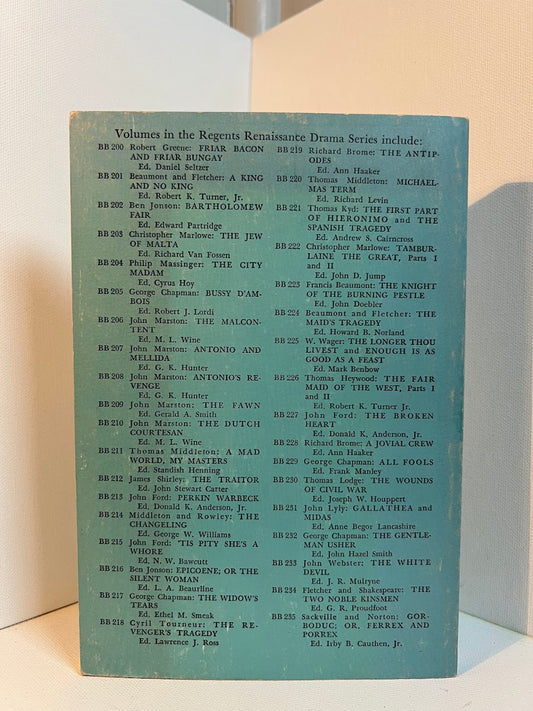 Volumes in the Regents Renaissance Drama Series include:
BB 200 Robert Greene: FRIAR BACON
AND FRIAR BUNGAY
Ed. Daniel Seltzer
BB 201 Beaumont and Fletcher: A KING
AND NO KING
Ed. Robert K. Turner, Jr.
BB 202 Ben Jonson: BARTHOLOMEW
FAIR
Ed. Edward Partridge
BB 203 Christopher Marlowe: THE JEW
OF MALTA
Ed. Richard Van Fossen
BB 204 Philip Massinger: THE CITY
MADAM
Ed, Cyrus Hoy
BB 205 George Chapman: BUSSY D'AM-
BOIS
Ed. Robert J. Lordi
BB 206 John Marston: THE MALCON-
TENT
Ed. M. L. Wine
BB 207 John Marston: ANTONIO AND
MELLIDA
Ed. G. K. Hunter
BB 208 John Marston: ANTONIO'S RE-
VENGE
Ed. G. K. Hunter
BB 209 John Marston: THE FAWN
Ed. Gerald A. Smith
BB 210 John Marston: THE DUTCH
COURTESAN
Ed. M. L. Wine
BB 211 Thomas Middleton: A MAD
WORLD, MY MASTERS
Ed. Standish Henning
BB 212 James Shirley: THE TRAITOR
Ed. John Stewart Carter
BB 213 John Ford: PERKIN WARBECK
Ed. Donald K. Anderson, Jr.
BB 214 Middleton and Rowley: THE
CHANGELING
Ed. George W. Williams
BB 215 John Ford: 'TIS PITY SHE'S A
WHORE
Ed, N. W. Bawcutt
BB 216 Ben Jonson: EPICOENE; OR THE
SILENT WOMAN
Ed. L. A. Beaurline
BB 217 George Chapman: THE WIDOW'S
TEARS
Ed. Ethel M. Smeak
BB 218 Cyril Tourneur: THE RE-
VENGER'S TRAGEDY
Ed. Lawrence J. Ross
BB 219 Richard Brome: THE ANTIP-
ODES
Ed. Ann Haaker
BB 220 Thomas Middleton: MICHAEL-
MAS TERM
Ed. Richard Levin
BB 221 Thomas Kyd: THE FIRST PART
OF HIERONIMO and THE
SPANISH TRAGEDY
Ed. Andrew S. Cairncross
BB 222 Christopher Marlowe: TAMBUR-
LAINE THE GREAT, Parts I
and II
Ed. John D. Jump
BB 223 Francis Beaumont: THE KNIGHT
OF THE BURNING PESTLE
Ed. John Doebler
BB 224 Beaumont and Fletcher: THE
MAID'S TRAGEDY
Ed. Howard B. Norland
BB 225 W. Wager: THE LONGER THOU
LIVEST and ENOUGH IS AS
GOOD AS A FEAST
Ed. Mark Benbow
BB 226 Thomas Heywood: THE FAIR
MAID OF THE WEST, Parts I
and II
Ed. Robert K. Turner Jr.
BB 227 John Ford: THE BROKEN
HEART
Ed. Donald K. Anderson, Jr.
BB 228 Richard Brome: A JOVIAL CREW
Ed. Ann Haaker
BB 229 George Chapman: ALL FOOLS
Ed. Frank Manley
BB 230 Thomas Lodge: THE WOUNDS
OF CIVIL WAR
Ed. Joseph W. Houppert
BB 231 John Lyly: GALLATHEA and
MIDAS
Ed. Anne Begor Lancashire
BB 232 George Chapman: THE GENTLE-
MAN USHER
Ed. John Hazel Smith
BB 233 John Webster: THE WHITE
DEVIL
Ed. J. R. Mulryne
BB 234 Fletcher and Shakespeare: THE
TWO NOBLE KINSMEN
Ed. G. R. Proudfoot
BB 235 Sackville and Norton: GOR-
BODUC; OR, FERREX AND
PORREX
Ed. Irby B. Cauthen, Jr.